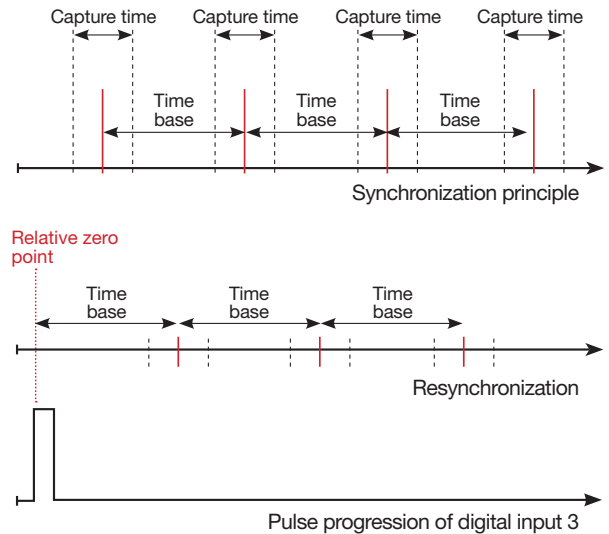 Capture time Capture time Capture time Capture time
Time Time Time
base base base
Synchronization principle
Relative zero
point
Time Time Time
base base base
Resynchronization
Pulse progression of digital input 3